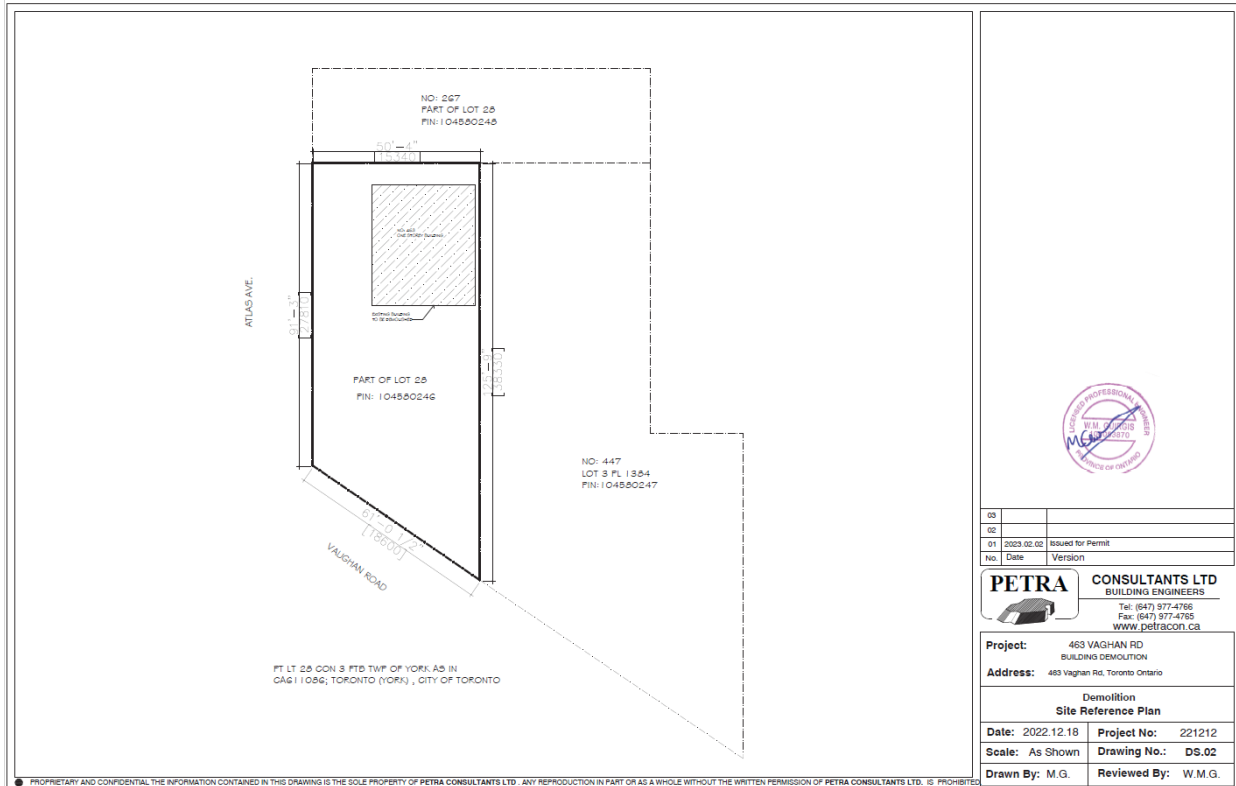 NO: 267
PART OF LOT 28
PIN:104580248
50'-4"
[15340]
ONE STOREY BUILDING
EXISTING BUILDING
TO BE DEMOLISHED
ATLAS AVE.
91'-3"
[27810]
125'-9"
[38330]
PART OF LOT 28
PIN: 104580246
NO: 447
LOT 3 PL 1384
PIN:104580247
61'-0 1/2"
[18600]
VAUGHAN ROAD
PT LT 28 CON 3 FTB TWP OF YORK AS IN
CA611086; TORONTO (YORK) , CITY OF TORONTO
LICENSED PROFESSIONAL ENGINEER
W.M. GUIRGIS
PROVINCE OF ONTARIO
03
02
01 2023.02.02 Issued for Permit
No. Date Version
PETRA
CONSULTANTS LTD
BUILDING ENGINEERS
Tel: (647) 977-4766
Fax: (647) 977-4765
www.petracon.ca
Project: 463 VAGHAN RD
BUILDING DEMOLITION
Address: 463 Vaghan Rd, Toronto Ontario
Demolition
Site Reference Plan
Date: 2022.12.18 Project No: 221212
Scale: As Shown Drawing No.: DS.02
Drawn By: M.G. Reviewed By: W.M.G.
PROPRIETARY AND CONFIDENTIAL THE INFORMATION CONTAINED IN THIS DRAWING IS THE SOLE PROPERTY OF PETRA CONSULTANTS LTD . ANY REPRODUCTION IN PART OR AS A WHOLE WITHOUT THE WRITTEN PERMISSION OF PETRA CONSULTANTS LTD. IS PROHIBITED